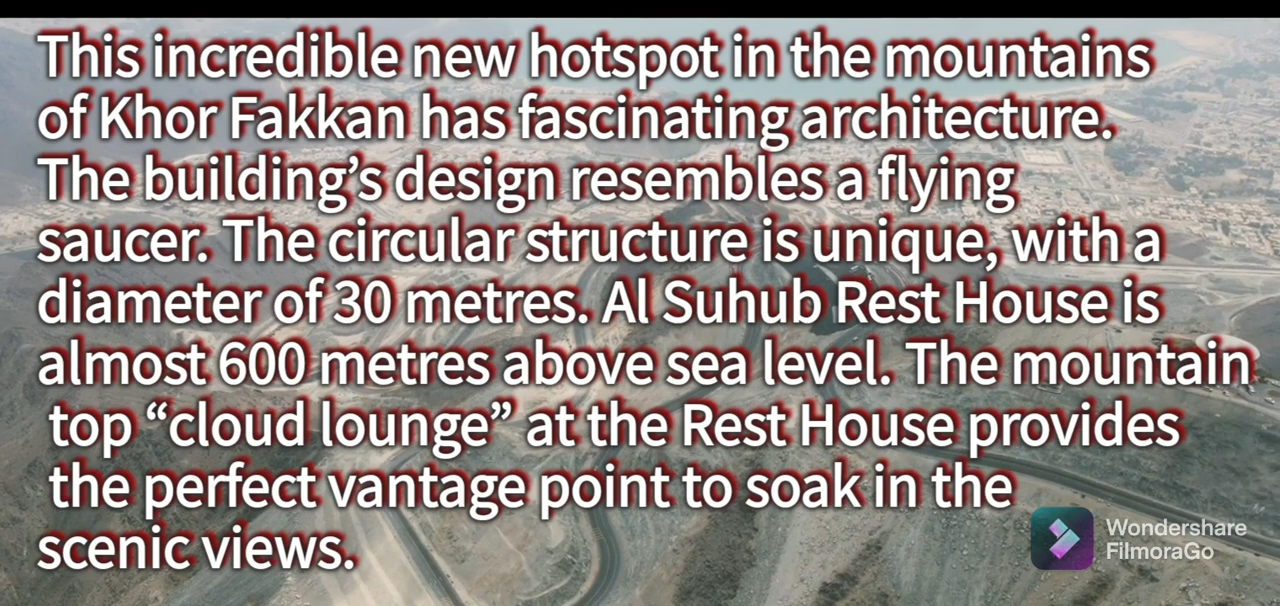 This incredible new hotspot in the mountains
of Khor Fakkan has fascinating architecture.
The building’s design resembles a flying
saucer. The circular structure is unique, with a
diameter of 30 metres. Al Suhub Rest House is
almost 600 metres above sea level. The mountain
top “cloud lounge” at the Rest House provides
the perfect vantage point to soak in the
scenic views.
Wondershare
FilmoraGo